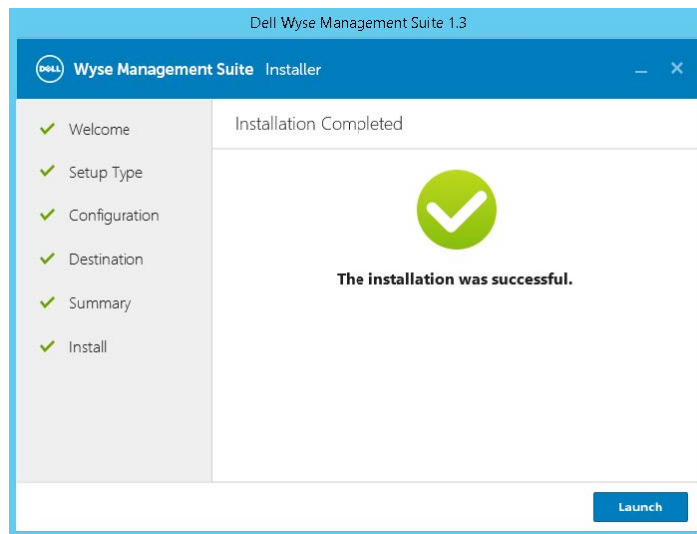 Dell Wyse Management Suite 1.3
DELL Wyse Management Suite Installer
Welcome
Installation Completed
Setup Type
Configuration
Destination
The installation was successful.
Summary
Install
Launch